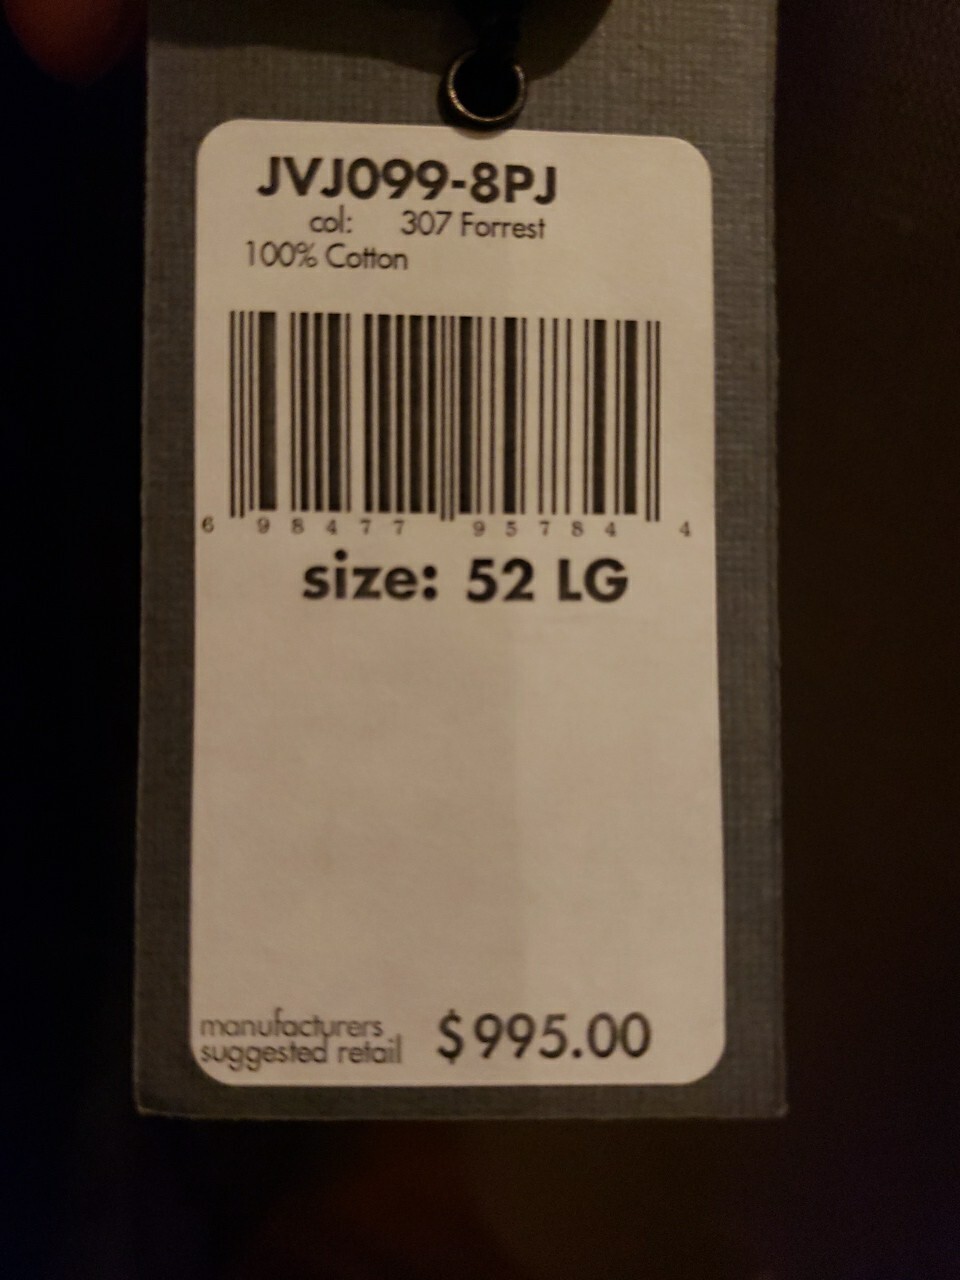 JVJ099-8PJ
col: 307 Forrest
100% Cotton
6 98477 95784 4
size: 52 LG
manufacturers
suggested retail $995.00